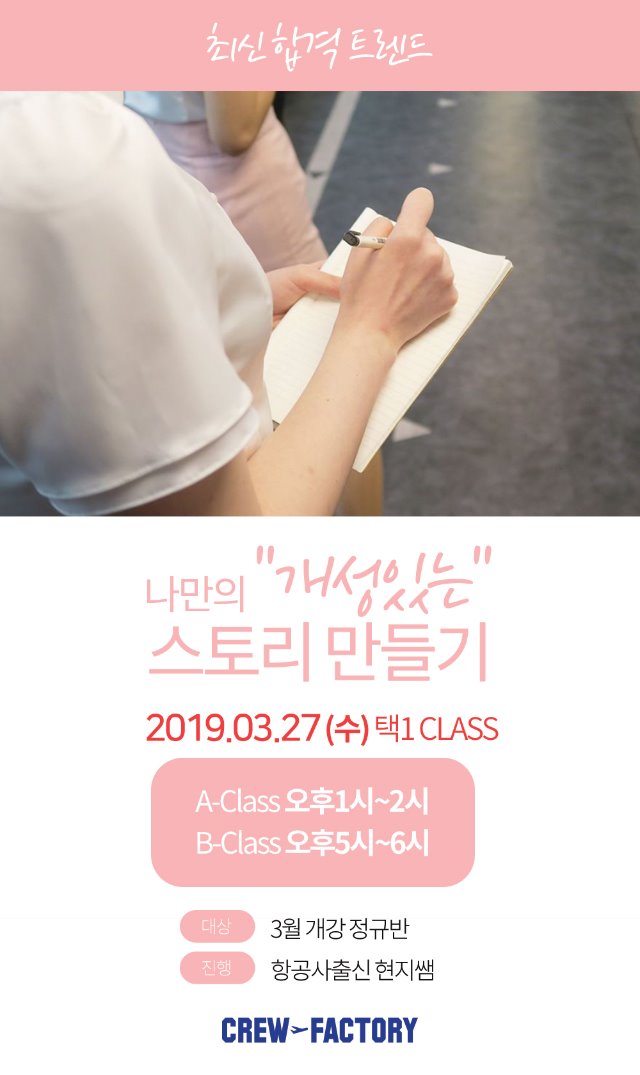 최신 합격 트렌드
나만의 "개성있는"
스토리 만들기
2019.03.27(수) 택1 CLASS
A-Class 오후1시~2시
B-Class 오후5시~6시
대상 3월 개강 정규반
진행 항공사출신 현지쌤
CREW FACTORY